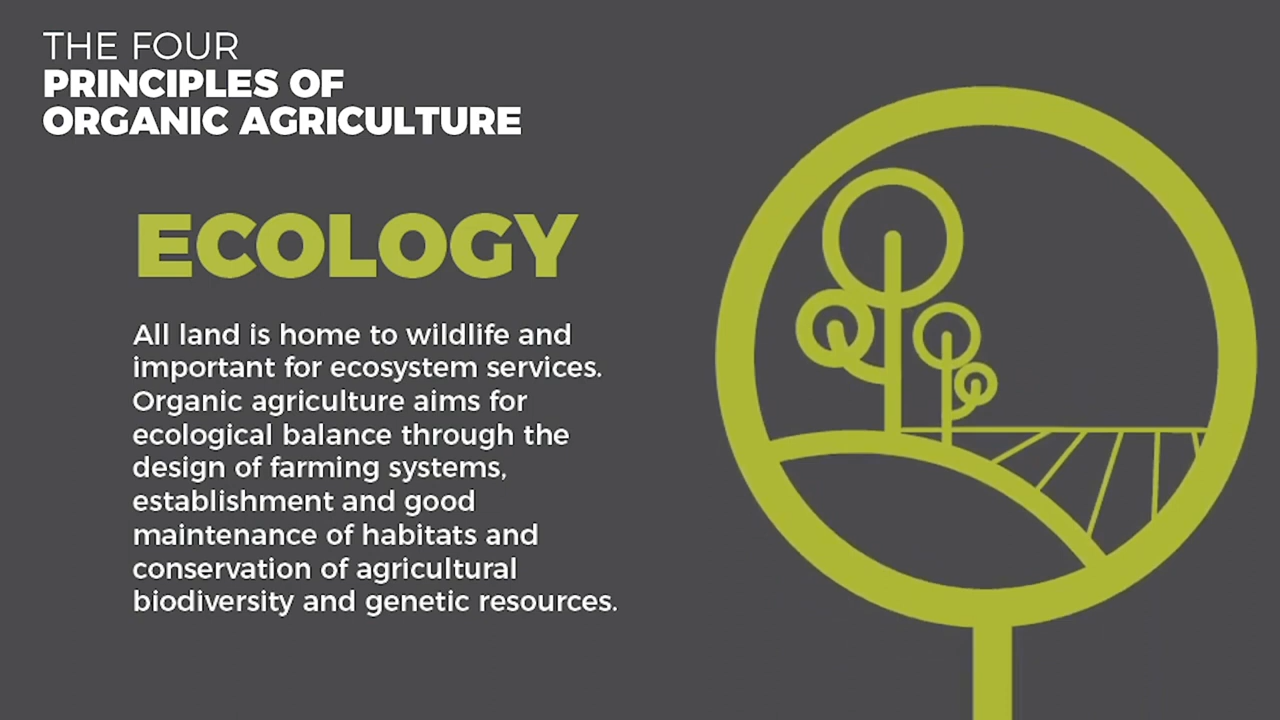 THE FOUR
PRINCIPLES OF
ORGANIC AGRICULTURE
ECOLOGY
All land is home to wildlife and
important for ecosystem services.
Organic agriculture aims for
ecological balance through the
design of farming systems,
establishment and good
maintenance of habitats and
conservation of agricultural
biodiversity and genetic resources.